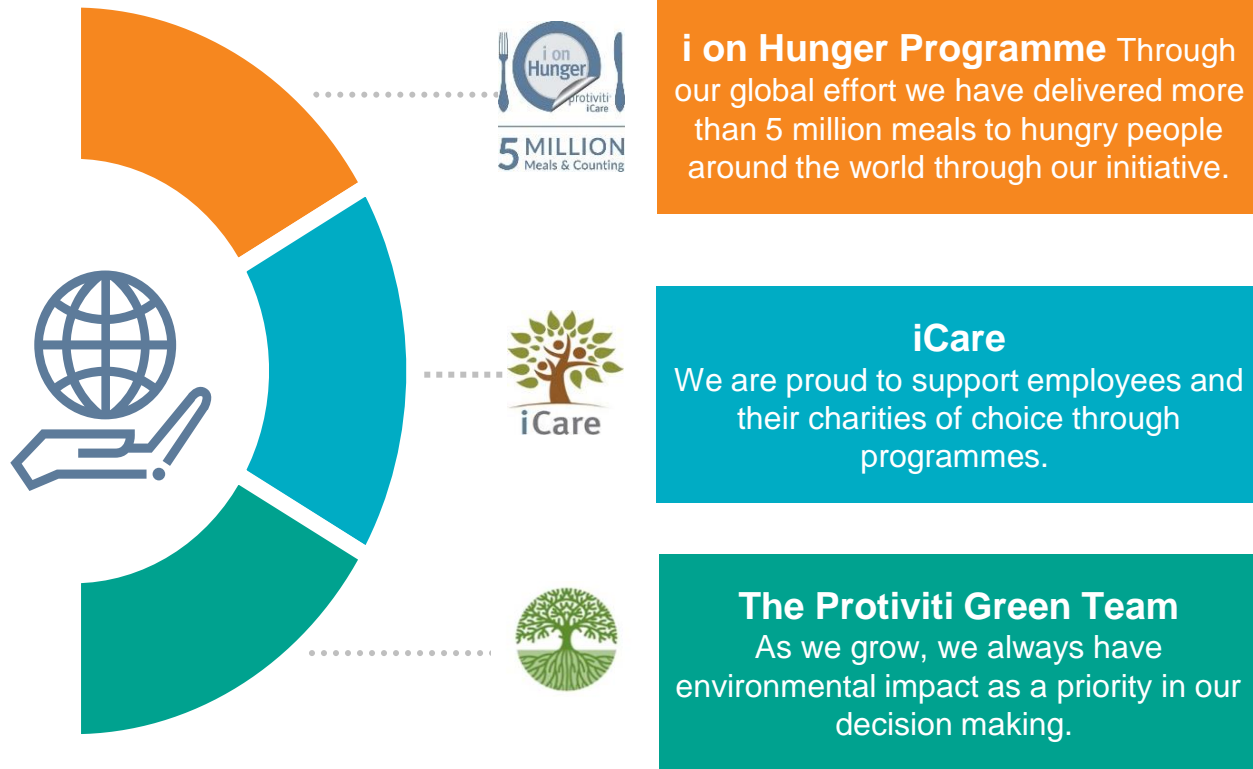 i on
Hunger
protiviti
iCare
5 MILLION
Meals & Counting
i on Hunger Programme Through
our global effort we have delivered more
than 5 million meals to hungry people
around the world through our initiative.
iCare
iCare
We are proud to support employees and
their charities of choice through
programmes.
The Protiviti Green Team
As we grow, we always have
environmental impact as a priority in our
decision making.